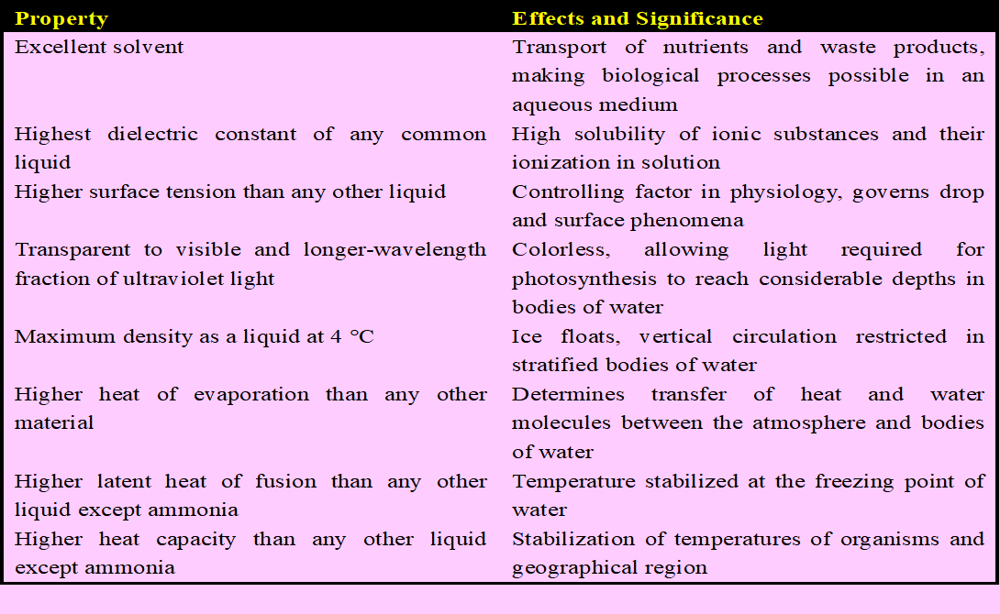 Property Effects and Significance
Excellent solvent Transport of nutrients and waste products,
making biological processes possible in an
aqueous medium
Highest dielectric constant of any common High solubility of ionic substances and their
liquid ionization in solution
Higher surface tension than any other liquid Controlling factor in physiology, governs drop
and surface phenomena
Transparent to visible and longer-wavelength Colorless, allowing light required for
fraction of ultraviolet light photosynthesis to reach considerable depths in
bodies of water
Maximum density as a liquid at 4 °C Ice floats, vertical circulation restricted in
stratified bodies of water
Higher heat of evaporation than any other Determines transfer of heat and water
material molecules between the atmosphere and bodies
of water
Higher latent heat of fusion than any other Temperature stabilized at the freezing point of
liquid except ammonia water
Higher heat capacity than any other liquid Stabilization of temperatures of organisms and
except ammonia geographical region